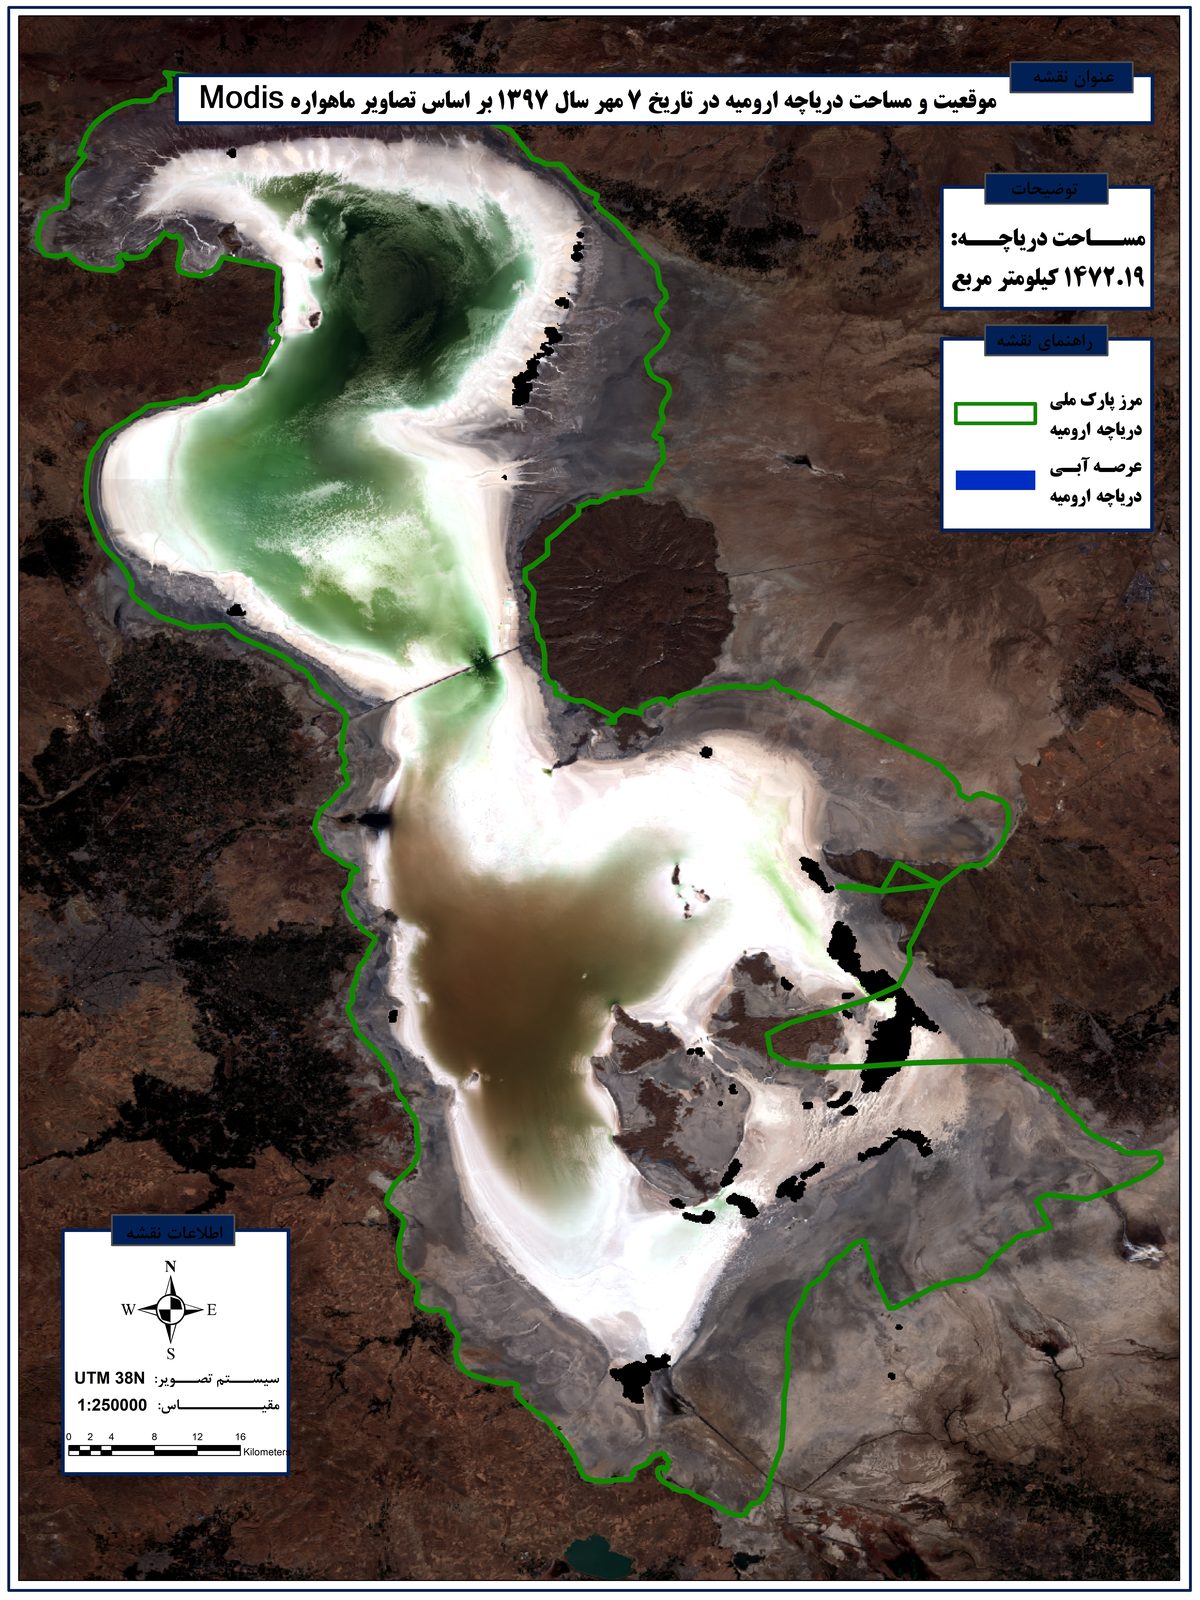 عنوان نقشه
موقعیت و مساحت دریاچه ارومیه در تاریخ ۷ مهر سال ۱۳۹۷ بر اساس تصاویر ماهواره Modis
توضیحات
مساحت دریاچه:
۱۴۷۲.۱۹ کیلومتر مربع
راهنمای نقشه
مرز پارک ملی
دریاچه ارومیه
عرصه آبی
دریاچه ارومیه
اطلاعات نقشه
N
W E
S
سیستم تصویر: UTM 38N
مقیاس: 1:250000
0 2 4 8 12 16
Kilometers